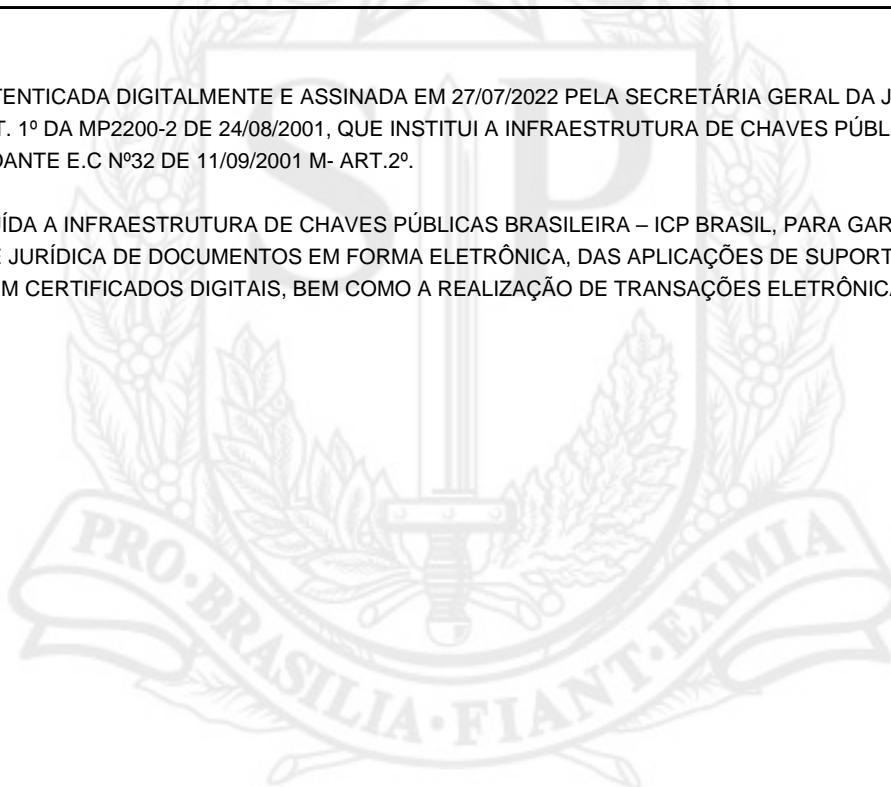 TENTICADA DIGITALMENTE E ASSINADA EM 27/07/2022 PELA SECRETÁRIA GERAL DA J
T. 1º DA MP2200-2 DE 24/08/2001, QUE INSTITUI A INFRAESTRUTURA DE CHAVES PÚBL
DANTE E.C Nº32 DE 11/09/2001 M- ART.2º.
ÍDA A INFRAESTRUTURA DE CHAVES PÚBLICAS BRASILEIRA – ICP BRASIL, PARA GAR
E JURÍDICA DE DOCUMENTOS EM FORMA ELETRÔNICA, DAS APLICAÇÕES DE SUPORT
M CERTIFICADOS DIGITAIS, BEM COMO A REALIZAÇÃO DE TRANSAÇÕES ELETRÔNICA
SP
PRO·BRASILIA·FIANT·EXIMIA